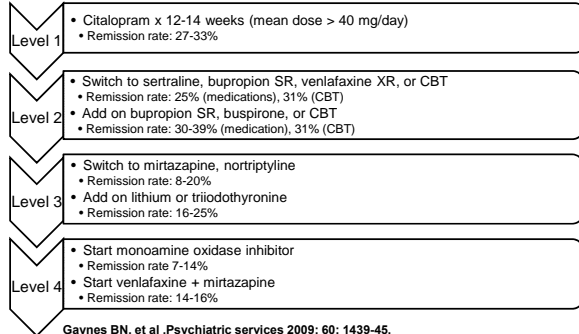 Level 1
• Citalopram x 12-14 weeks (mean dose > 40 mg/day)
• Remission rate: 27-33%
Level 2
• Switch to sertraline, bupropion SR, venlafaxine XR, or CBT
• Remission rate: 25% (medications), 31% (CBT)
• Add on bupropion SR, buspirone, or CBT
• Remission rate: 30-39% (medication), 31% (CBT)
Level 3
• Switch to mirtazapine, nortriptyline
• Remission rate: 8-20%
• Add on lithium or triiodothyronine
• Remission rate: 16-25%
Level 4
• Start monoamine oxidase inhibitor
• Remission rate 7-14%
• Start venlafaxine + mirtazapine
• Remission rate: 14-16%
Gaynes BN, et al .Psychiatric services 2009; 60: 1439-45.